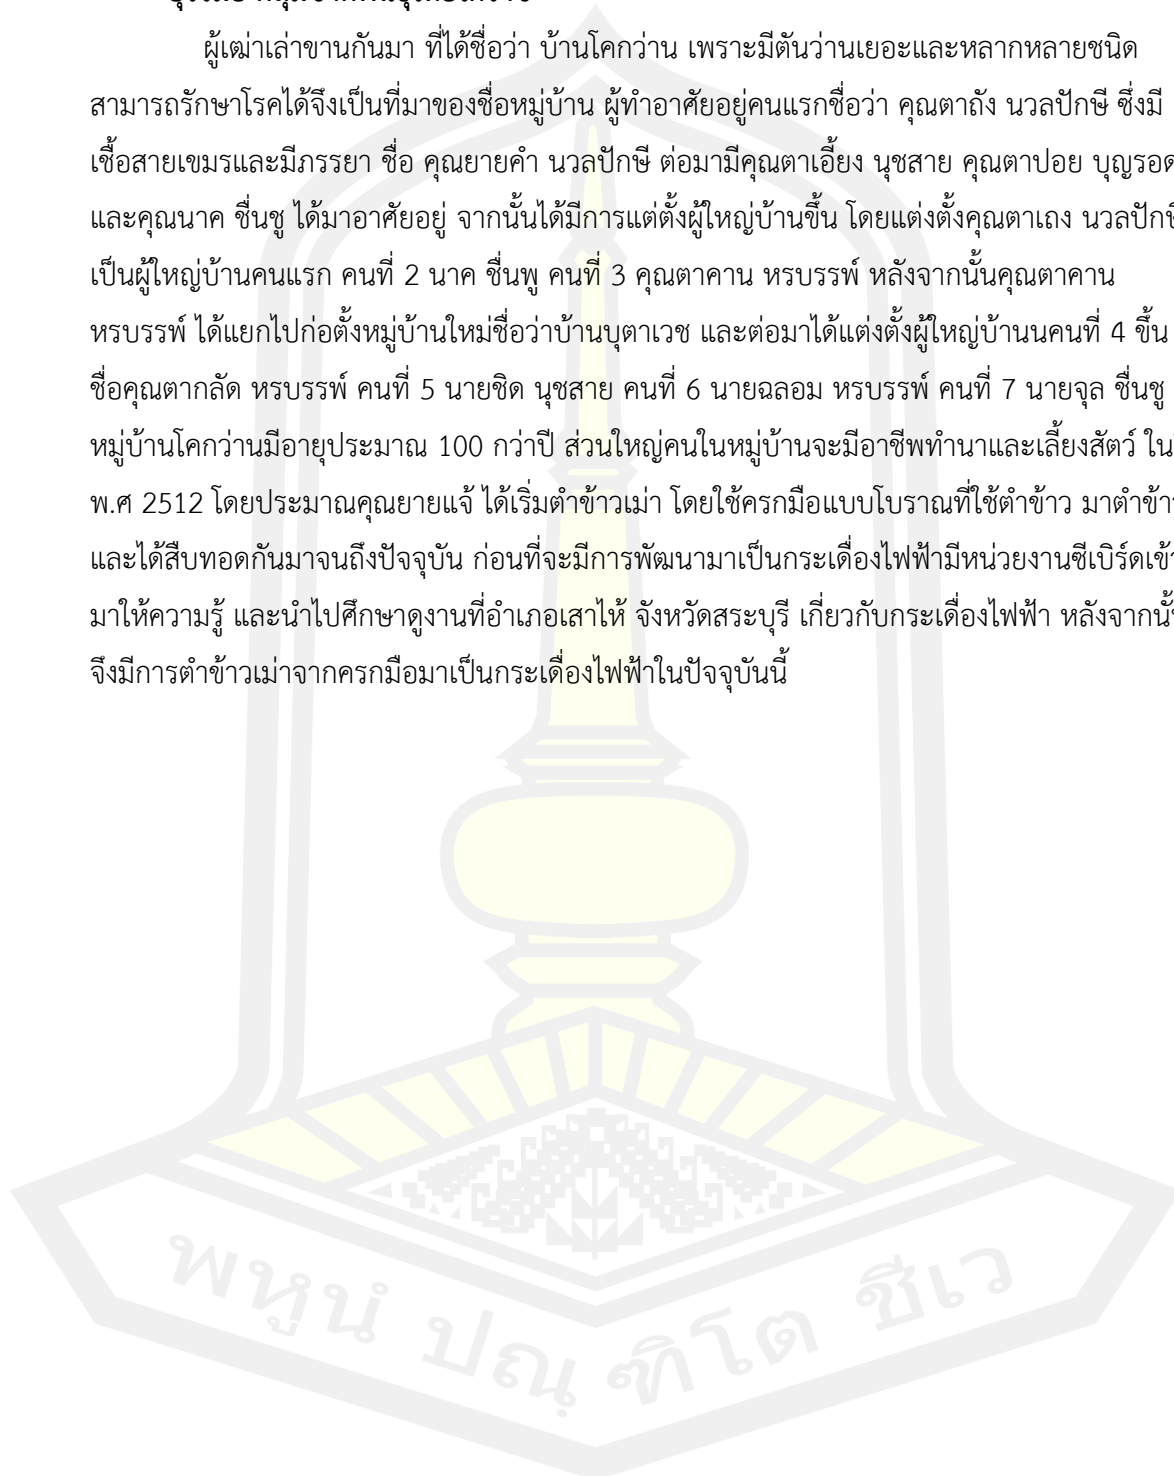 ผู้เฒ่าเล่าขานกันมา ที่ได้ชื่อว่า บ้านโคกว่าน เพราะมีต้นว่านเยอะและหลากหลายชนิด
สามารถรักษาโรคได้จึงเป็นที่มาของชื่อหมู่บ้าน ผู้ทำอาศัยอยู่คนแรกชื่อว่า คุณตาถัง นวลปักษี ซึ่งมี
เชื้อสายเขมรและมีภรรยา ชื่อ คุณยายคำ นวลปักษี ต่อมามีคุณตาเอี้ยง นุชสาย คุณตาปอย บุญรอด
และคุณนาค ชื่นชู ได้มาอาศัยอยู่ จากนั้นได้มีการแต่ตั้งผู้ใหญ่บ้านขึ้น โดยแต่งตั้งคุณตาเถง นวลปักษี
เป็นผู้ใหญ่บ้านคนแรก คนที่ 2 นาค ชื่นพู คนที่ 3 คุณตาคาน หรบรรพ์ หลังจากนั้นคุณตาคาน
หรบรรพ์ ได้แยกไปก่อตั้งหมู่บ้านใหม่ชื่อว่าบ้านบุตาเวช และต่อมาได้แต่งตั้งผู้ใหญ่บ้านนคนที่ 4 ขึ้น
ชื่อคุณตากลัด หรบรรพ์ คนที่ 5 นายชิด นุชสาย คนที่ 6 นายฉลอม หรบรรพ์ คนที่ 7 นายจุล ชื่นชู
หมู่บ้านโคกว่านมีอายุประมาณ 100 กว่าปี ส่วนใหญ่คนในหมู่บ้านจะมีอาชีพทำนาและเลี้ยงสัตว์ ใน
พ.ศ 2512 โดยประมาณคุณยายแจ้ ได้เริ่มตำข้าวเม่า โดยใช้ครกมือแบบโบราณที่ใช้ตำข้าว มาตำข้าว
และได้สืบทอดกันมาจนถึงปัจจุบัน ก่อนที่จะมีการพัฒนามาเป็นกระเดื่องไฟฟ้ามีหน่วยงานซีเบิร์ดเข้า
มาให้ความรู้ และนำไปศึกษาดูงานที่อำเภอเสาไห้ จังหวัดสระบุรี เกี่ยวกับกระเดื่องไฟฟ้า หลังจากนั้น
จึงมีการตำข้าวเม่าจากครกมือมาเป็นกระเดื่องไฟฟ้าในปัจจุบันนี้
พหูนํ ปณฺฑิโต ชีเว